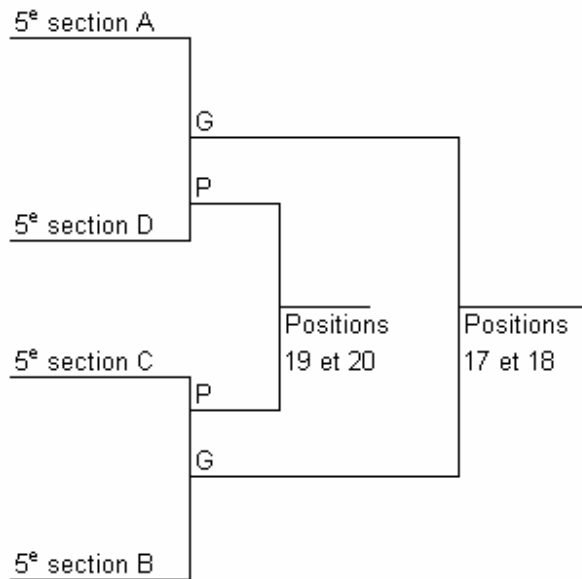 5e section A
G
P
5e section D
Positions
19 et 20
Positions
17 et 18
5e section C
P
G
5e section B